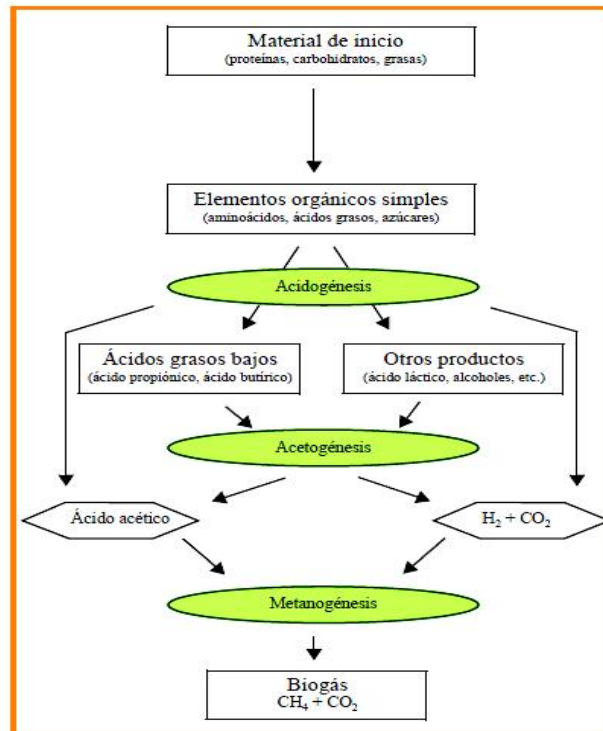 Material de inicio
(proteínas, carbohidratos, grasas)
Elementos orgánicos simples
(aminoácidos, ácidos grasos, azúcares)
Acidogénesis
Ácidos grasos bajos
(ácido propiónico, ácido butírico)
Otros productos
(ácido láctico, alcoholes, etc.)
Acetogénesis
Ácido acético
H₂ + CO₂
Metanogénesis
Biogás
CH₄ + CO₂